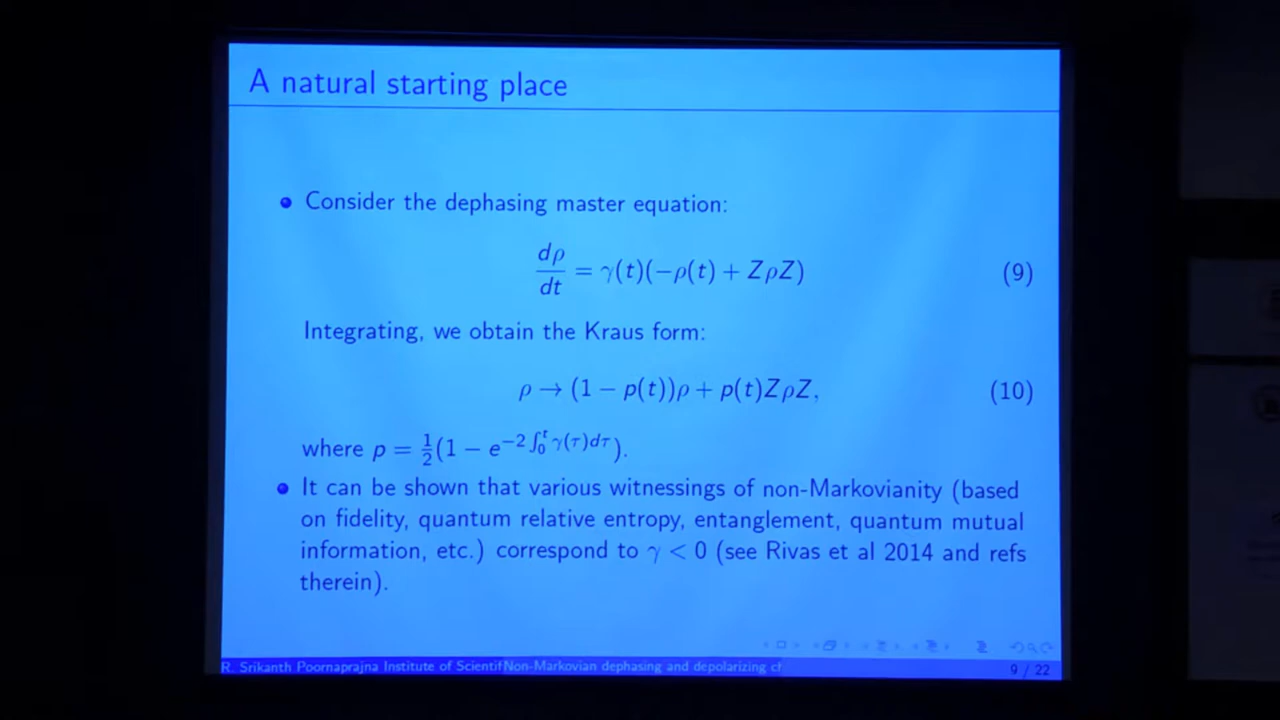 A natural starting place
• Consider the dephasing master equation:
dρ/dt = γ(t)(−ρ(t) + ZρZ) (9)
Integrating, we obtain the Kraus form:
ρ → (1 − p(t))ρ + p(t)ZρZ, (10)
where p = ½(1 − e^{−2 ∫₀ᵗ γ(τ)dτ}).
• It can be shown that various witnessings of non-Markovianity (based
on fidelity, quantum relative entropy, entanglement, quantum mutual
information, etc.) correspond to γ < 0 (see Rivas et al 2014 and refs
therein).
R. Srikanth Poornaprajna Institute of ScientifNon-Markovian dephasing and depolarizing ch 9 / 22